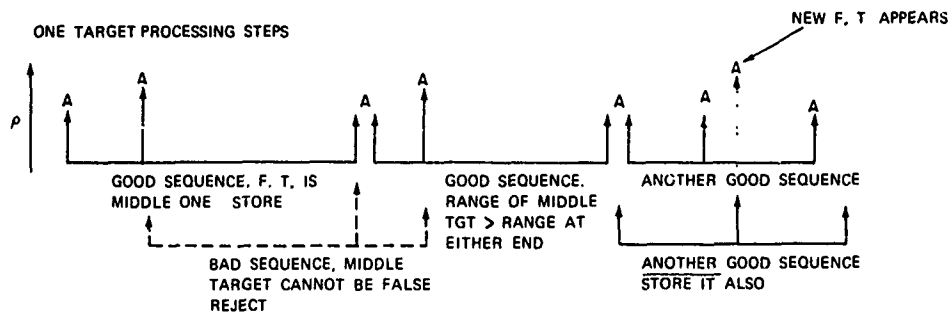 NEW F. T APPEARS
ONE TARGET PROCESSING STEPS
A
A
A
A
A
A
A
A
ρ
GOOD SEQUENCE, F. T. IS
MIDDLE ONE STORE
GOOD SEQUENCE.
RANGE OF MIDDLE
TGT > RANGE AT
EITHER END
ANOTHER GOOD SEQUENCE
BAD SEQUENCE, MIDDLE
TARGET CANNOT BE FALSE
REJECT
ANOTHER GOOD SEQUENCE
STORE IT ALSO